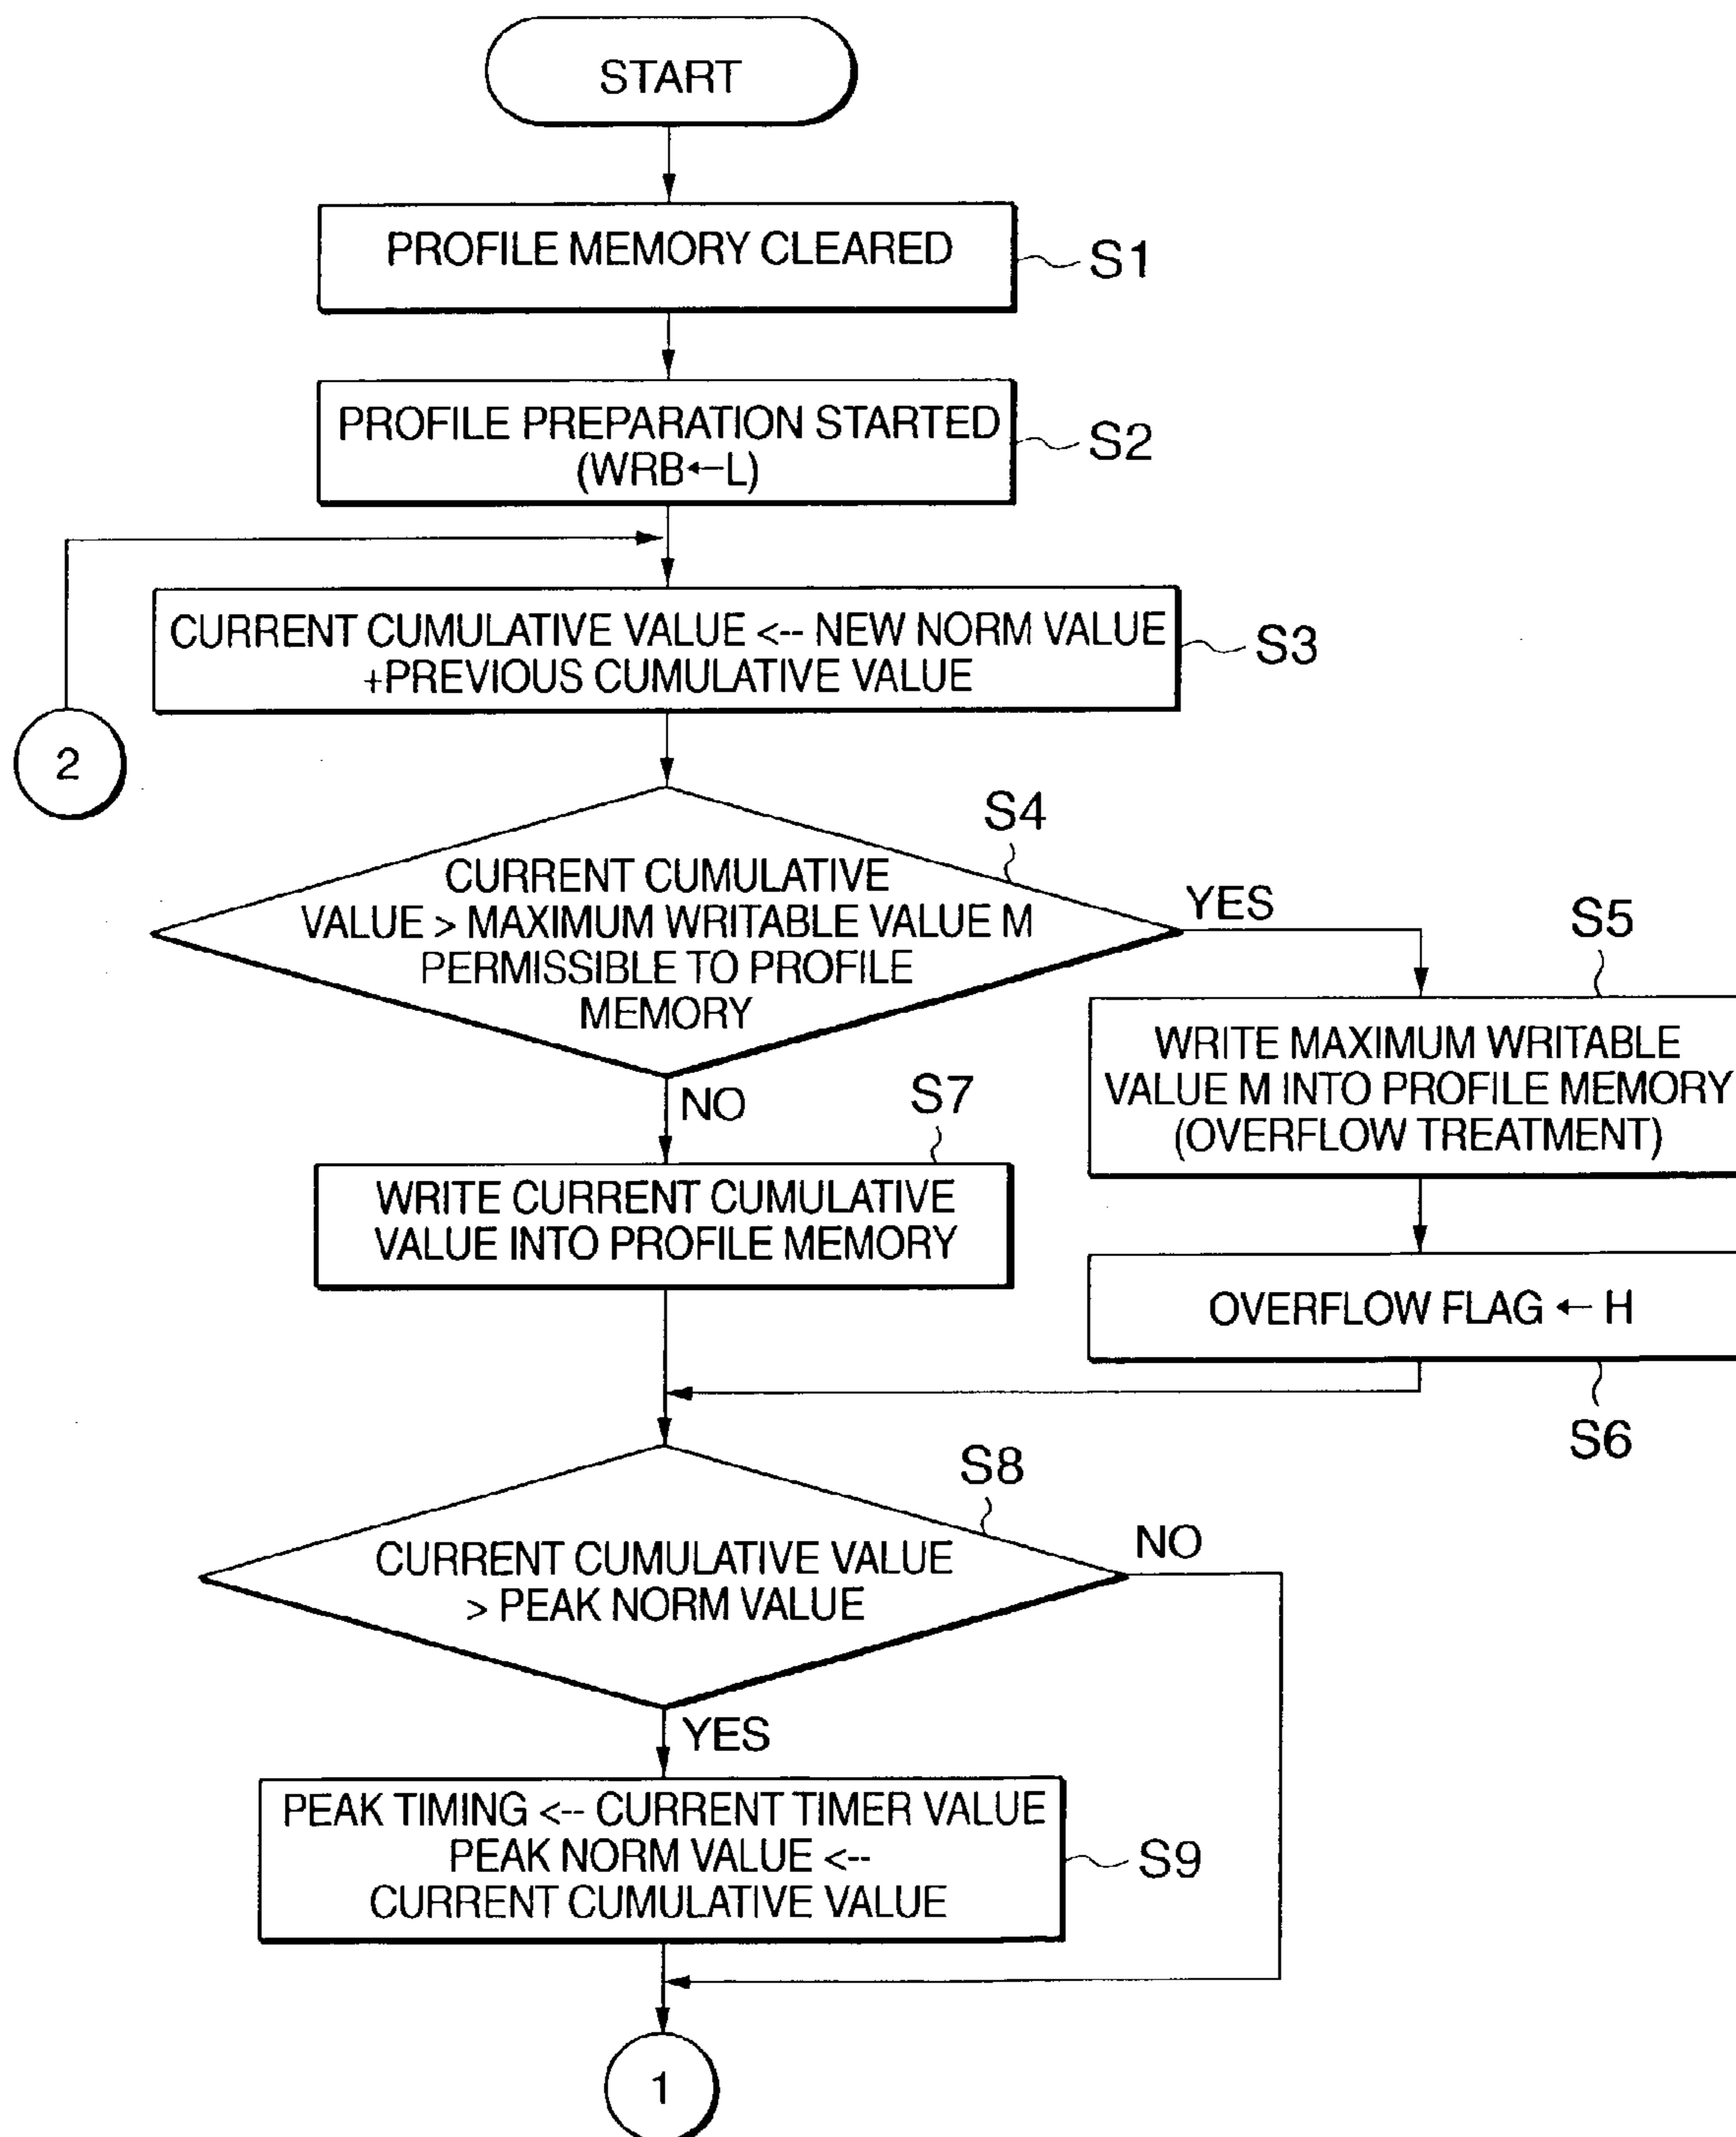 START
PROFILE MEMORY CLEARED
S1
PROFILE PREPARATION STARTED
(WRB←L)
S2
CURRENT CUMULATIVE VALUE <-- NEW NORM VALUE
+PREVIOUS CUMULATIVE VALUE
S3
2
S4
CURRENT CUMULATIVE
VALUE > MAXIMUM WRITABLE VALUE M
PERMISSIBLE TO PROFILE
MEMORY
YES
S5
WRITE MAXIMUM WRITABLE
VALUE M INTO PROFILE MEMORY
(OVERFLOW TREATMENT)
NO
S7
WRITE CURRENT CUMULATIVE
VALUE INTO PROFILE MEMORY
OVERFLOW FLAG ← H
S6
S8
CURRENT CUMULATIVE VALUE
> PEAK NORM VALUE
NO
YES
PEAK TIMING <-- CURRENT TIMER VALUE
PEAK NORM VALUE <--
CURRENT CUMULATIVE VALUE
S9
1